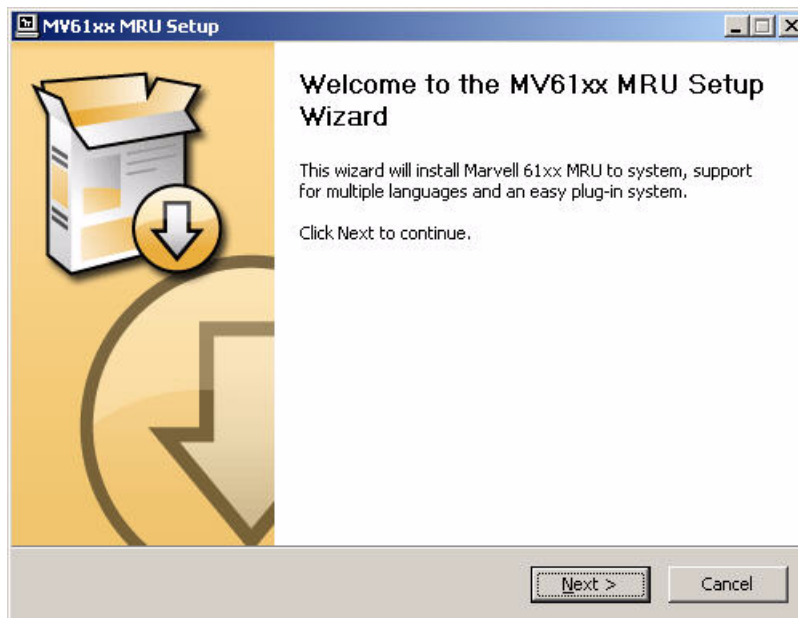 MV61xx MRU Setup
Welcome to the MV61xx MRU Setup
Wizard
This wizard will install Marvell 61xx MRU to system, support
for multiple languages and an easy plug-in system.
Click Next to continue.
Next >
Cancel